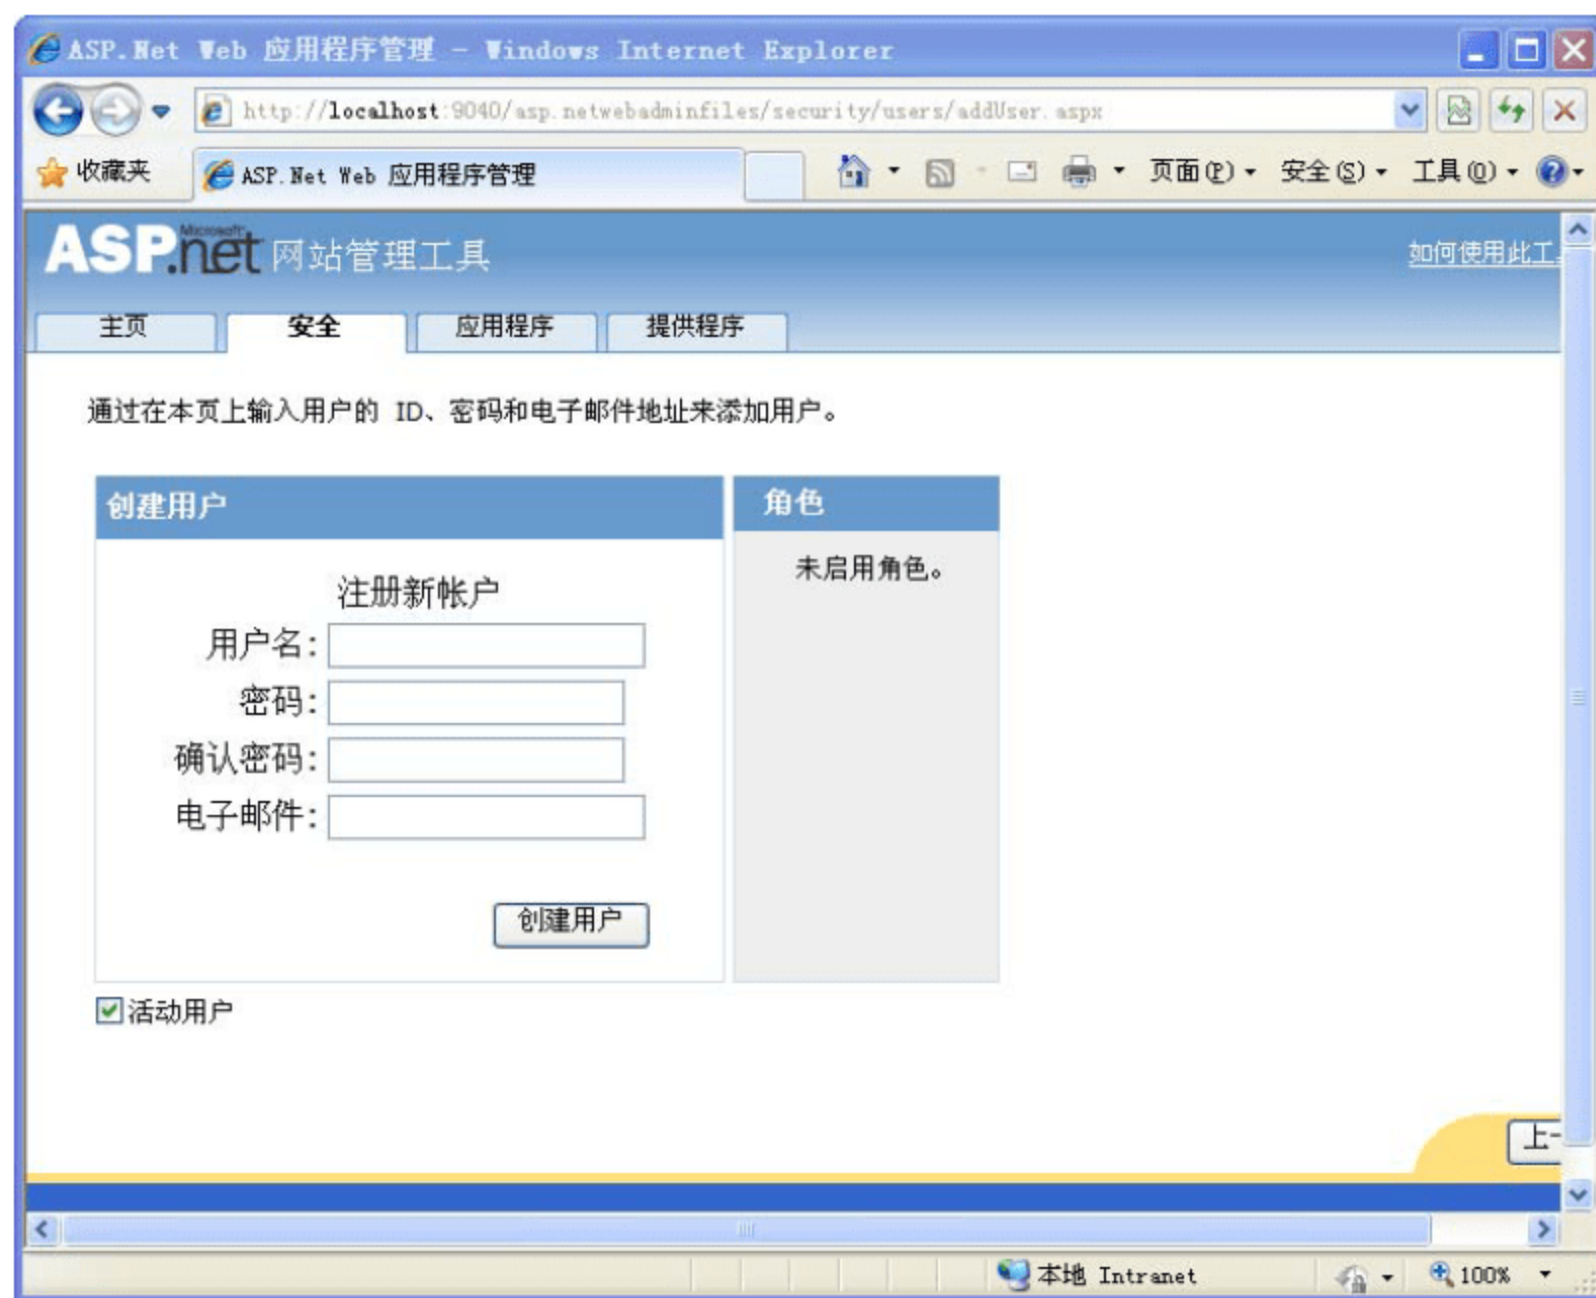 ASP.Net Web 应用程序管理 - Windows Internet Explorer
http://localhost:9040/asp.netwebadminfiles/security/users/addUser.aspx
收藏夹 ASP.Net Web 应用程序管理 页面(P) 安全(S) 工具(O)
Microsoft
ASP.net 网站管理工具 如何使用此工
主页 安全 应用程序 提供程序
通过在本页上输入用户的 ID、密码和电子邮件地址来添加用户。
创建用户 角色
未启用角色。
注册新帐户
用户名:
密码:
确认密码:
电子邮件:
创建用户
活动用户
上一
本地 Intranet 100%